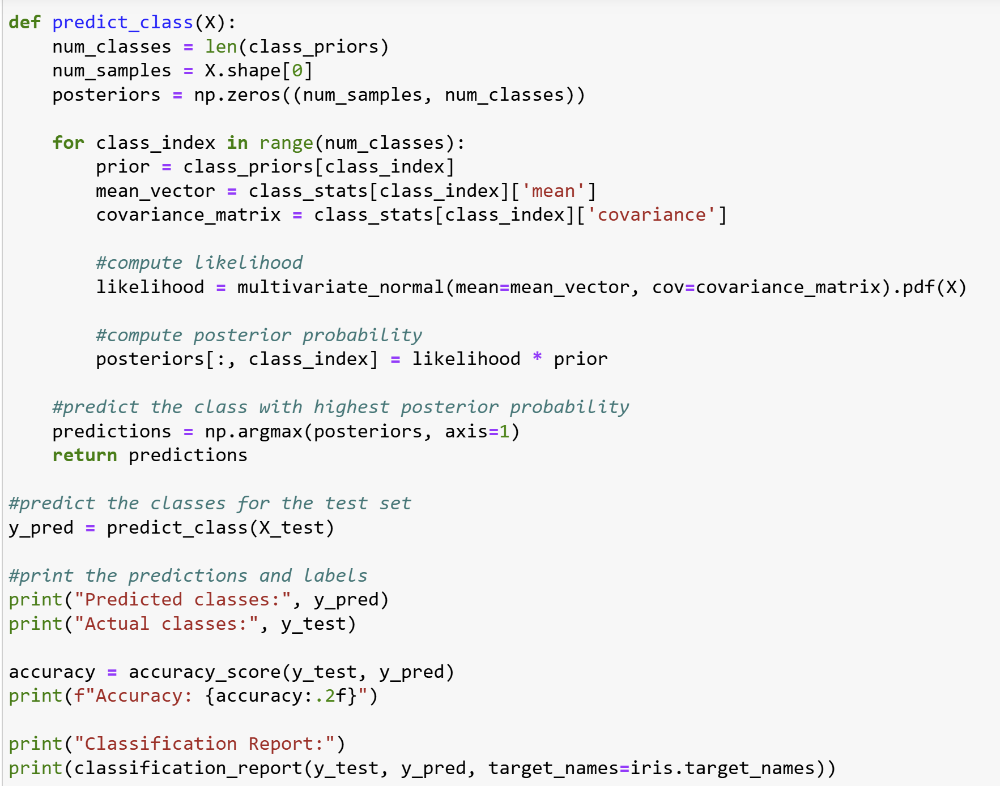 def predict_class(X):
    num_classes = len(class_priors)
    num_samples = X.shape[0]
    posteriors = np.zeros((num_samples, num_classes))

    for class_index in range(num_classes):
        prior = class_priors[class_index]
        mean_vector = class_stats[class_index]['mean']
        covariance_matrix = class_stats[class_index]['covariance']

        #compute likelihood
        likelihood = multivariate_normal(mean=mean_vector, cov=covariance_matrix).pdf(X)

        #compute posterior probability
        posteriors[:, class_index] = likelihood * prior

    #predict the class with highest posterior probability
    predictions = np.argmax(posteriors, axis=1)
    return predictions

#predict the classes for the test set
y_pred = predict_class(X_test)

#print the predictions and labels
print("Predicted classes:", y_pred)
print("Actual classes:", y_test)

accuracy = accuracy_score(y_test, y_pred)
print(f"Accuracy: {accuracy:.2f}")

print("Classification Report:")
print(classification_report(y_test, y_pred, target_names=iris.target_names))